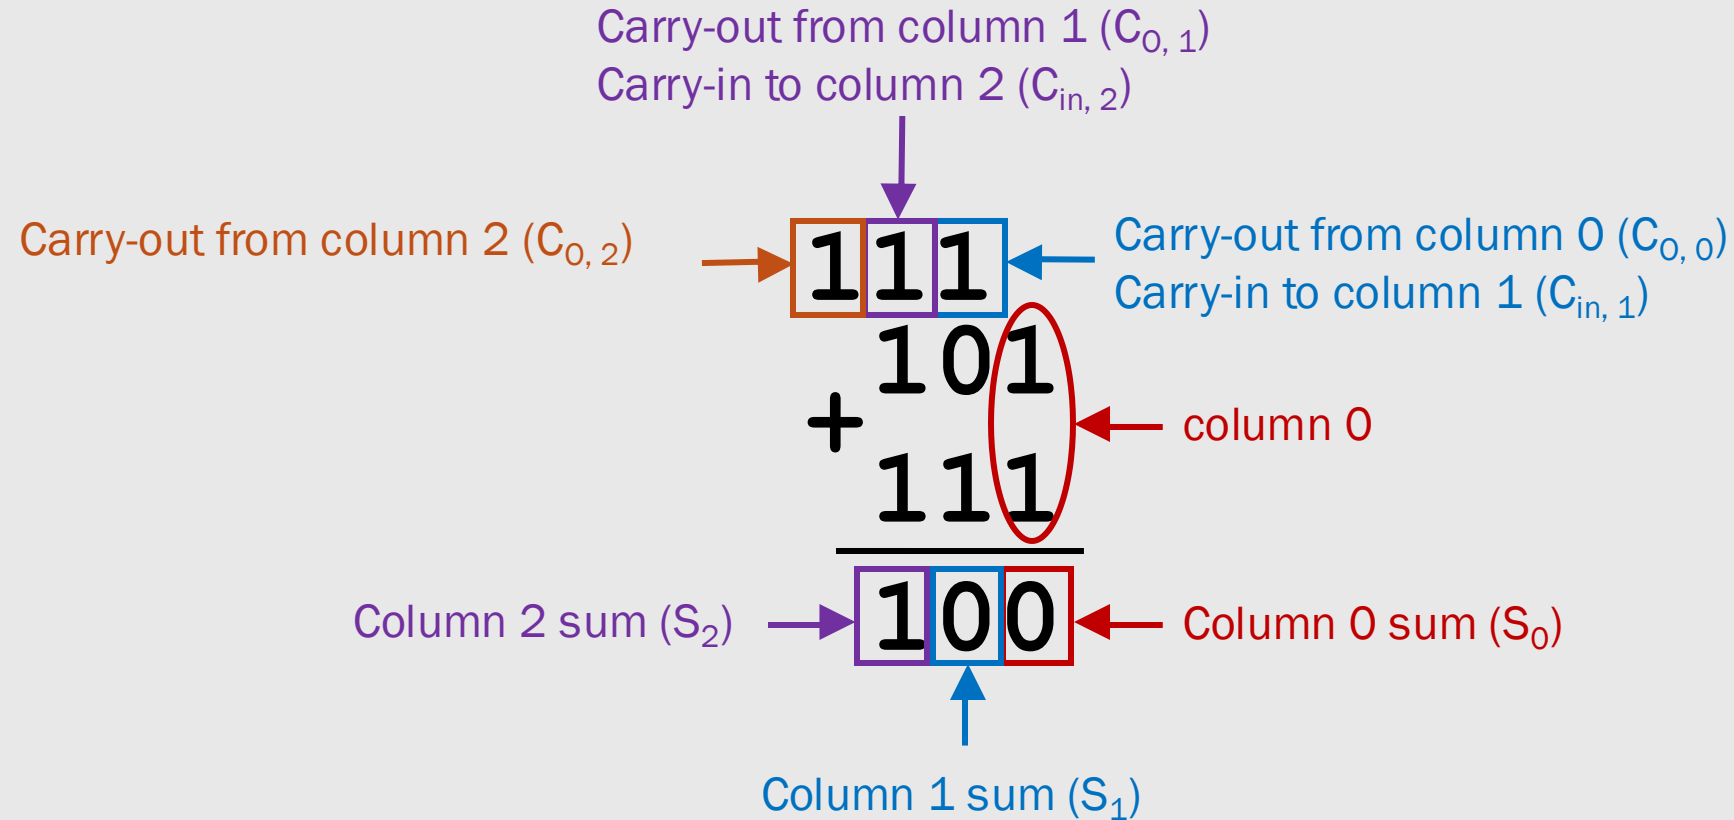 Carry-out from column 1 (C0, 1)
Carry-in to column 2 (Cin, 2)
Carry-out from column 2 (C0, 2)
111
Carry-out from column 0 (C0, 0)
Carry-in to column 1 (Cin, 1)
101
+
column 0
111
Column 2 sum (S2)
100
Column 0 sum (S0)
Column 1 sum (S1)